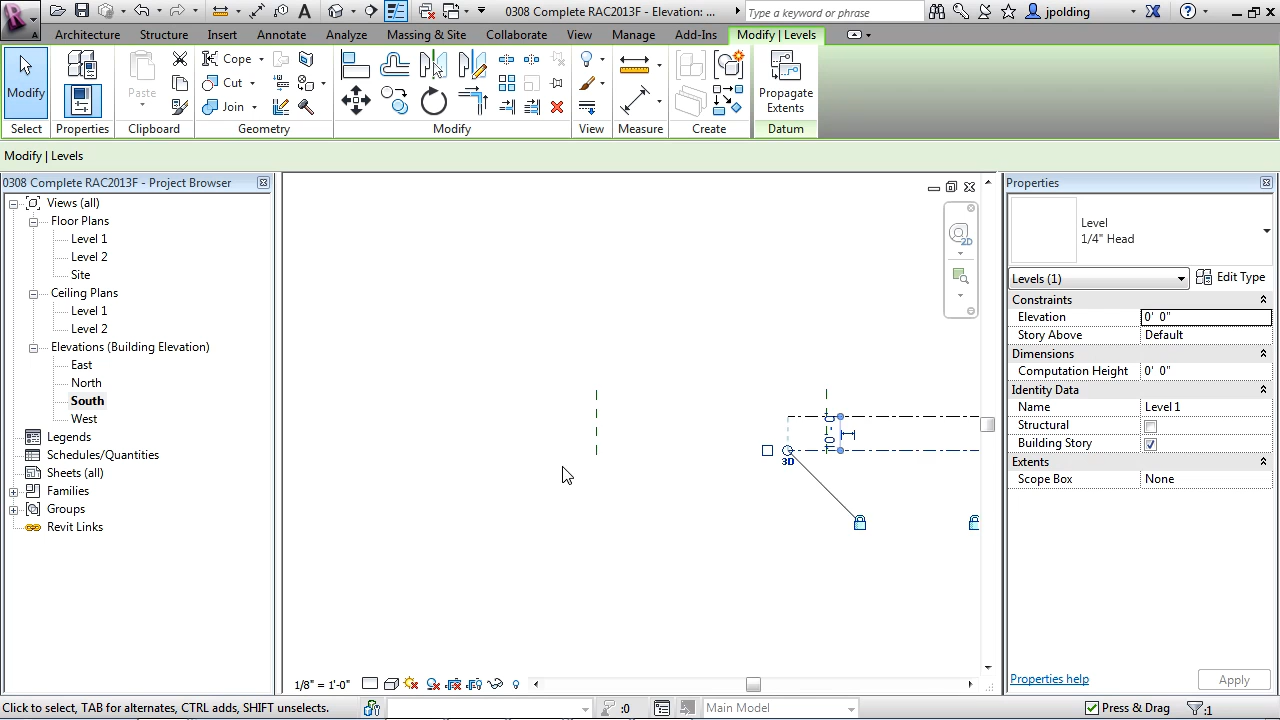 0308 Complete RAC2013F - Elevation: ...
Type a keyword or phrase
jpolding
Architecture Structure Insert Annotate Analyze Massing & Site Collaborate View Manage Add-Ins Modify | Levels
Modify
Paste
Cope
Cut
Join
Propagate Extents
Select Properties Clipboard Geometry Modify View Measure Create Datum
Modify | Levels
0308 Complete RAC2013F - Project Browser
Views (all)
Floor Plans
Level 1
Level 2
Site
Ceiling Plans
Level 1
Level 2
Elevations (Building Elevation)
East
North
South
West
Legends
Schedules/Quantities
Sheets (all)
Families
Groups
Revit Links
2D
10' - 0"
3D
1/8" = 1'-0"
Properties
Level
1/4" Head
Levels (1) Edit Type
Constraints
Elevation 0' 0"
Story Above Default
Dimensions
Computation Height 0' 0"
Identity Data
Name Level 1
Structural
Building Story
Extents
Scope Box None
Properties help Apply
Click to select, TAB for alternates, CTRL adds, SHIFT unselects. :0 Main Model Press & Drag :1